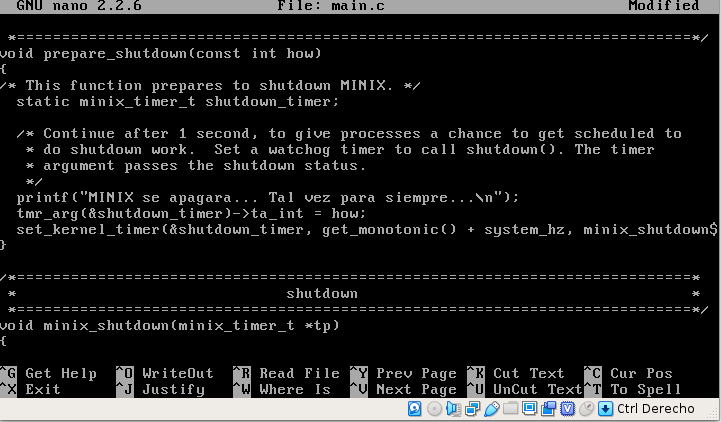 GNU nano 2.2.6 File: main.c Modified
*===========================================================================*/
void prepare_shutdown(const int how)
{
/* This function prepares to shutdown MINIX. */
static minix_timer_t shutdown_timer;
/* Continue after 1 second, to give processes a chance to get scheduled to
* do shutdown work. Set a watchog timer to call shutdown(). The timer
* argument passes the shutdown status.
*/
printf("MINIX se apagara... Tal vez para siempre...\n");
tmr_arg(&shutdown_timer)->ta_int = how;
set_kernel_timer(&shutdown_timer, get_monotonic() + system_hz, minix_shutdown$
}
/*===========================================================================*
* shutdown *
*===========================================================================*/
void minix_shutdown(minix_timer_t *tp)
{
^G Get Help ^O WriteOut ^R Read File ^Y Prev Page ^K Cut Text ^C Cur Pos
^X Exit ^J Justify ^W Where Is ^V Next Page ^U UnCut Text ^T To Spell
Ctrl Derecho